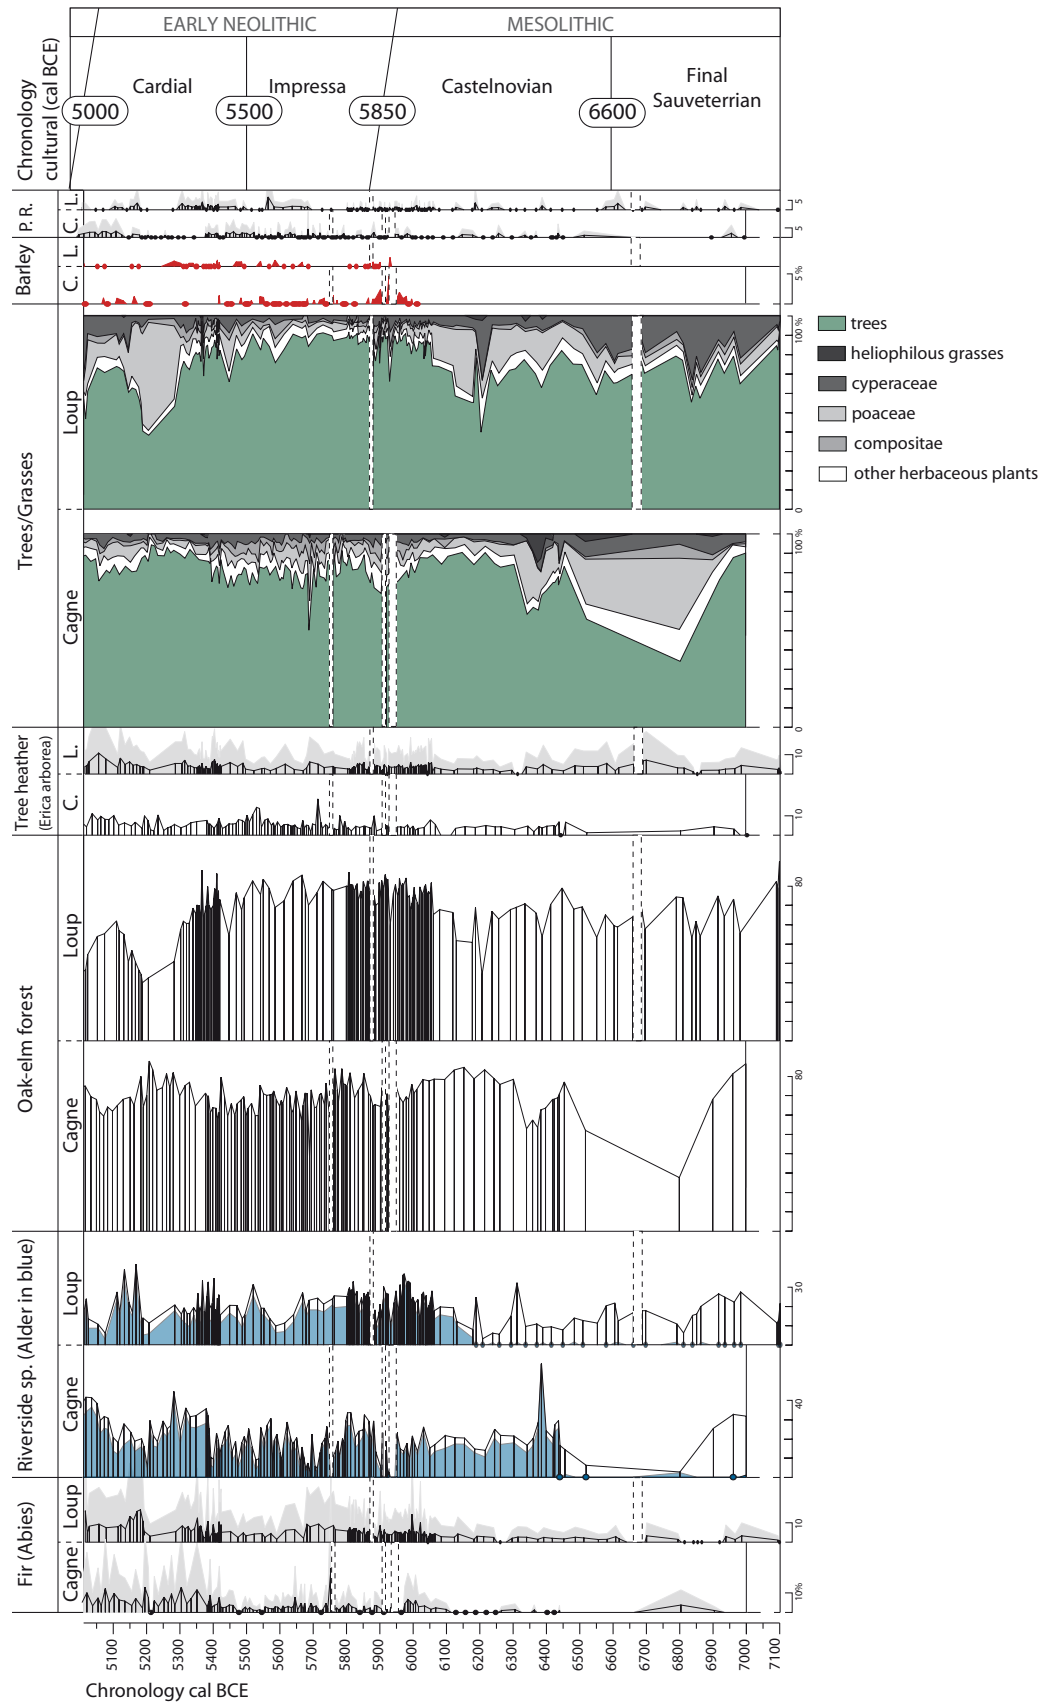 EARLY NEOLITHIC MESOLITHIC
Chronology
cultural (cal BCE)
Cardial Impressa Castelnovian Final
Sauveterrian
5000 5500 5850 6600
P. R. L. 5
C. 5
Barley L.
C. 5%
Trees/Grasses
Loup 100 % 0
Cagne 100 % 0
trees
heliophilous grasses
cyperaceae
poaceae
compositae
other herbaceous plants
Tree heather
(Erica arborea)
L. 10
C. 10
Oak-elm forest
Loup 80
Cagne 80
Riverside sp. (Alder in blue)
Loup 30
Cagne 40
Fir (Abies)
Loup 10
Cagne 10%
5100 5200 5300 5400 5500 5600 5700 5800 5900 6000 6100 6200 6300 6400 6500 6600 6700 6800 6900 7000 7100
Chronology cal BCE